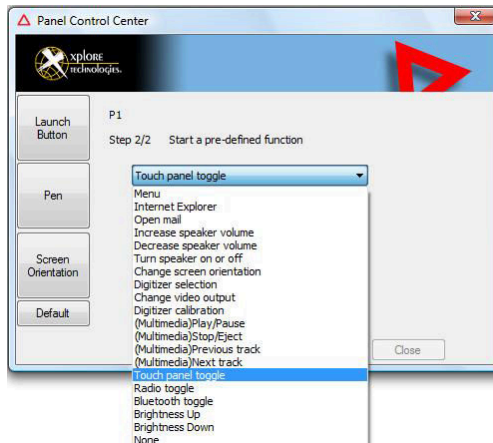 Panel Control Center
xplore
technologies.
Launch
Button
P1
Step 2/2 Start a pre-defined function
Touch panel toggle
Pen
Menu
Internet Explorer
Open mail
Increase speaker volume
Decrease speaker volume
Turn speaker on or off
Screen
Orientation
Change screen orientation
Digitizer selection
Change video output
Default
Digitizer calibration
(Multimedia)Play/Pause
(Multimedia)Stop/Eject
(Multimedia)Previous track
(Multimedia)Next track
Close
Touch panel toggle
Radio toggle
Bluetooth toggle
Brightness Up
Brightness Down
None